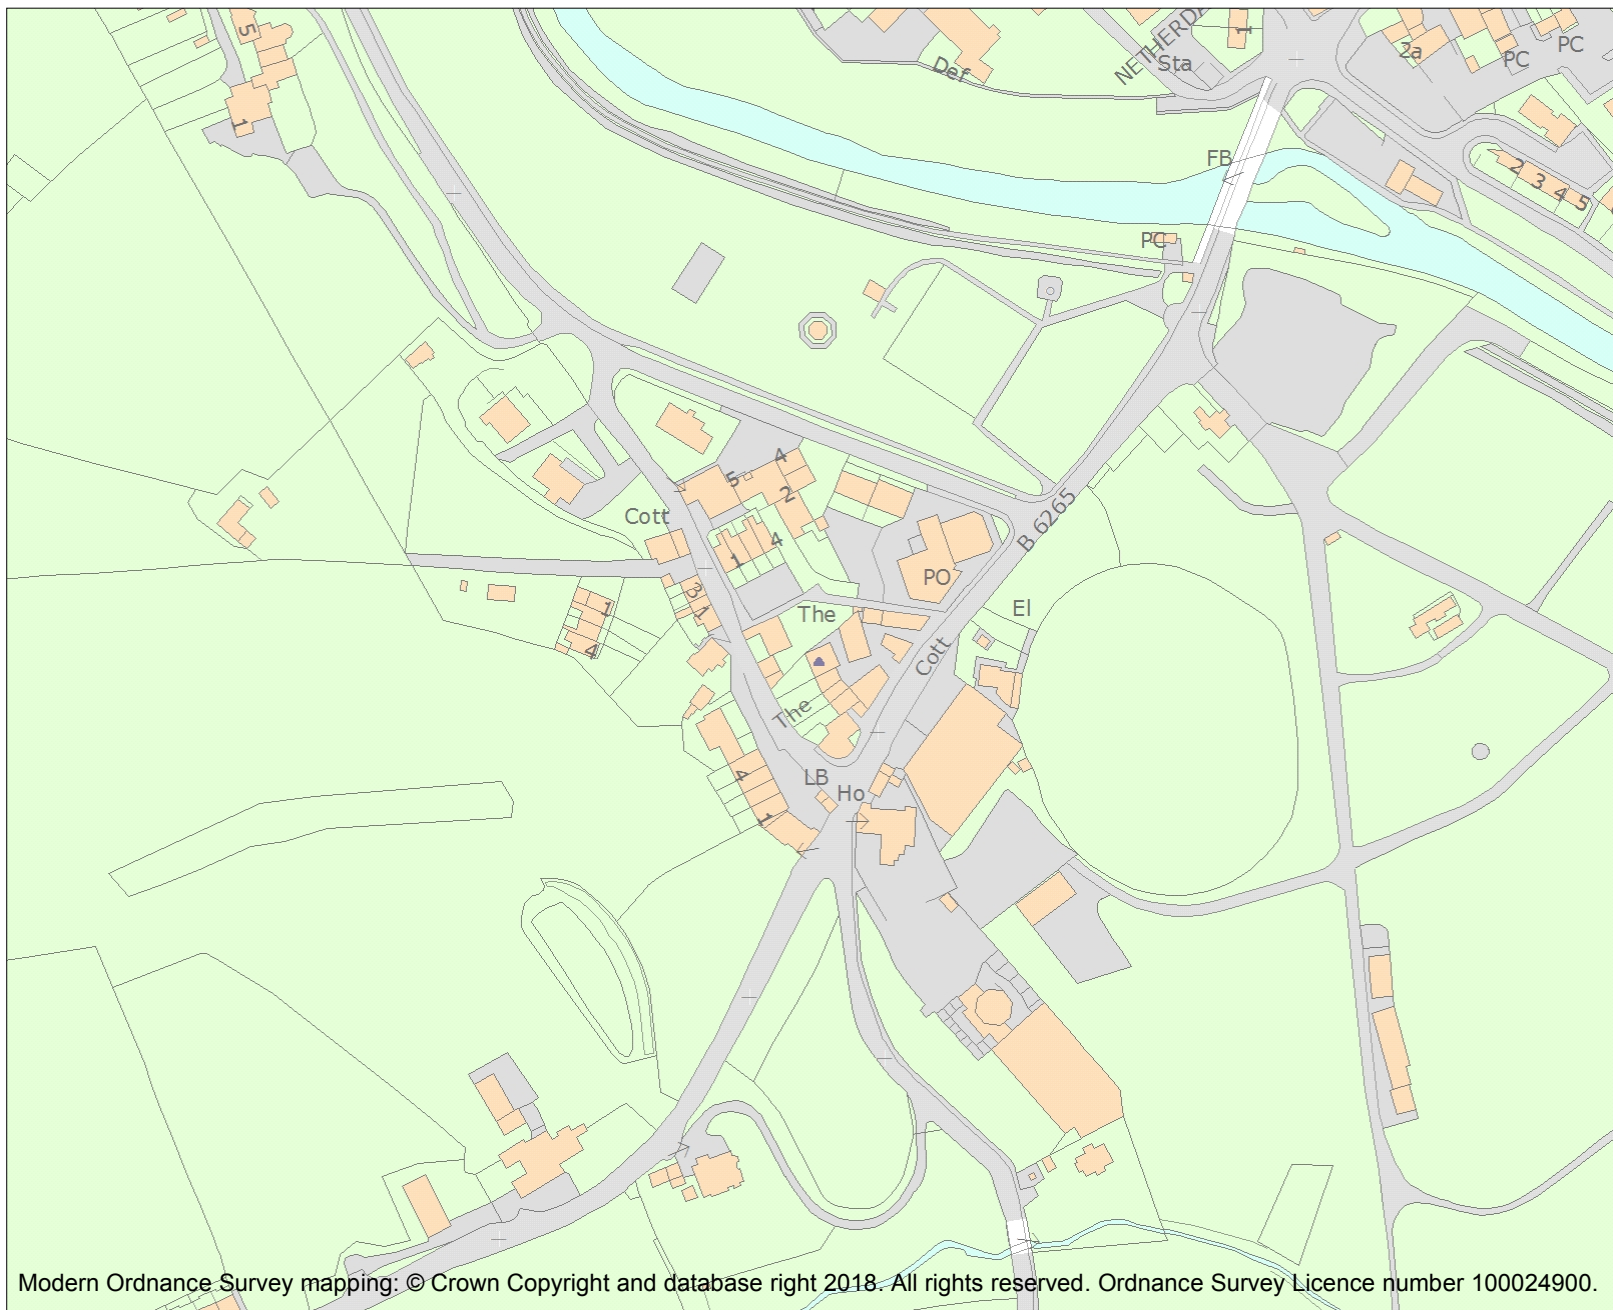 5
1
Def
NETHERDA
Sta
1
2a
PC
PC
FB
2
3
4
5
PC
B 6265
5
4
2
Cott
1
4
PO
3
1
The
El
1
4
Cott
The
LB
Ho
4
1
Modern Ordnance Survey mapping: © Crown Copyright and database right 2018. All rights reserved. Ordnance Survey Licence number 100024900.